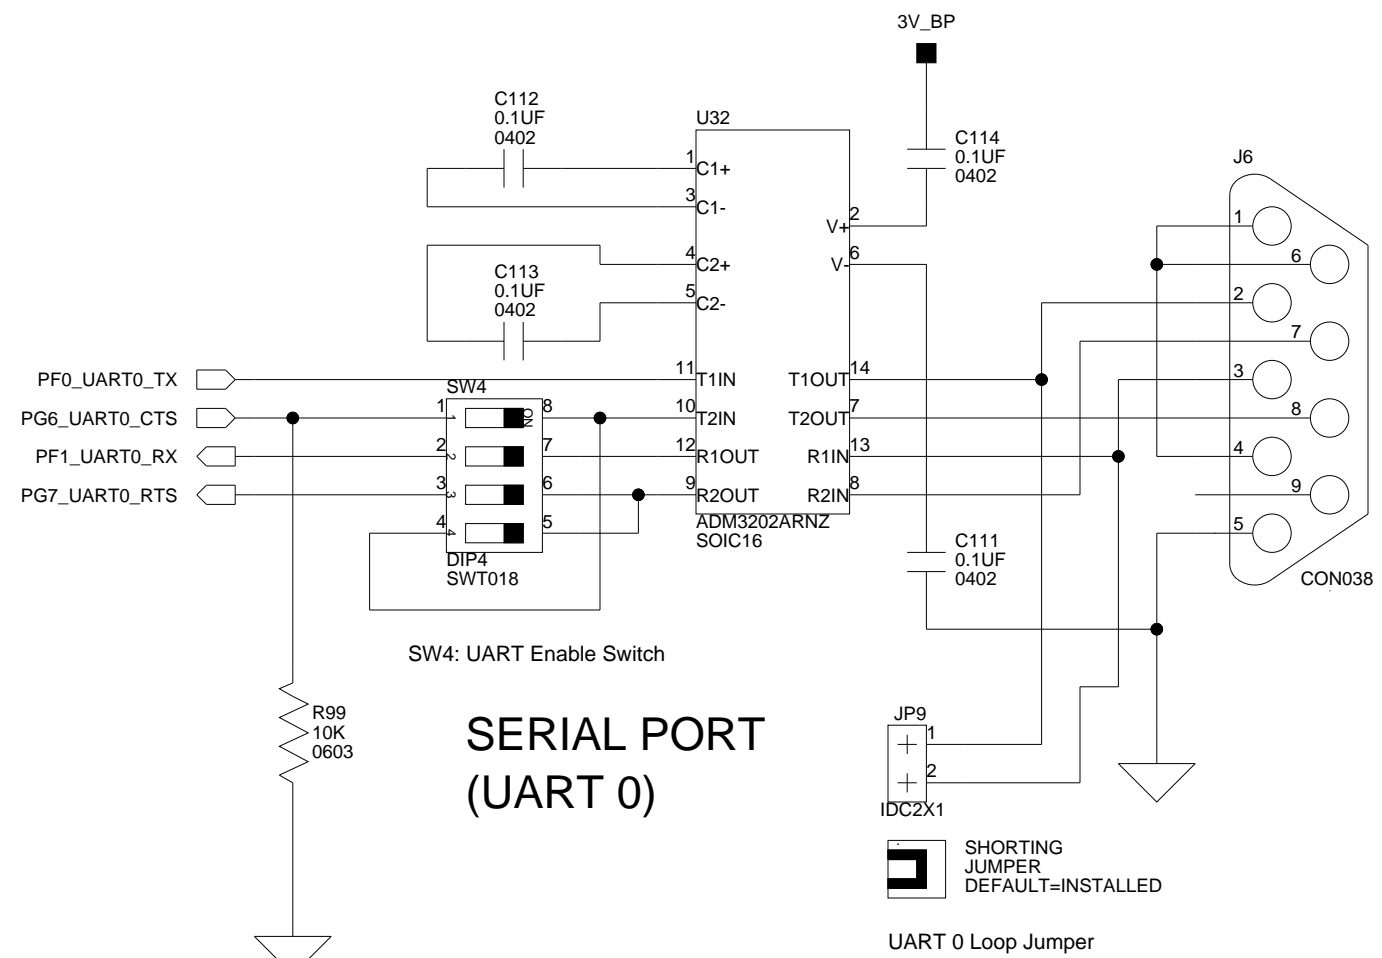 3V_BP
C112
0.1UF
0402
U32
C114
0.1UF
0402
J6
1
C1+
3
C1-
2
V+
4
C2+
6
V-
C113
0.1UF
0402
5
C2-
1
6
2
7
3
8
4
9
5
PF0_UART0_TX
11
T1IN
T1OUT
14
SW4
PG6_UART0_CTS
1
1
ON
8
10
T2IN
T2OUT
7
PF1_UART0_RX
2
2
7
12
R1OUT
R1IN
13
PG7_UART0_RTS
3
3
6
9
R2OUT
R2IN
8
4
4
5
ADM3202ARNZ
SOIC16
DIP4
SWT018
C111
0.1UF
0402
CON038
SW4: UART Enable Switch
R99
10K
0603
SERIAL PORT
(UART 0)
JP9
1
2
IDC2X1
SHORTING
JUMPER
DEFAULT=INSTALLED
UART 0 Loop Jumper